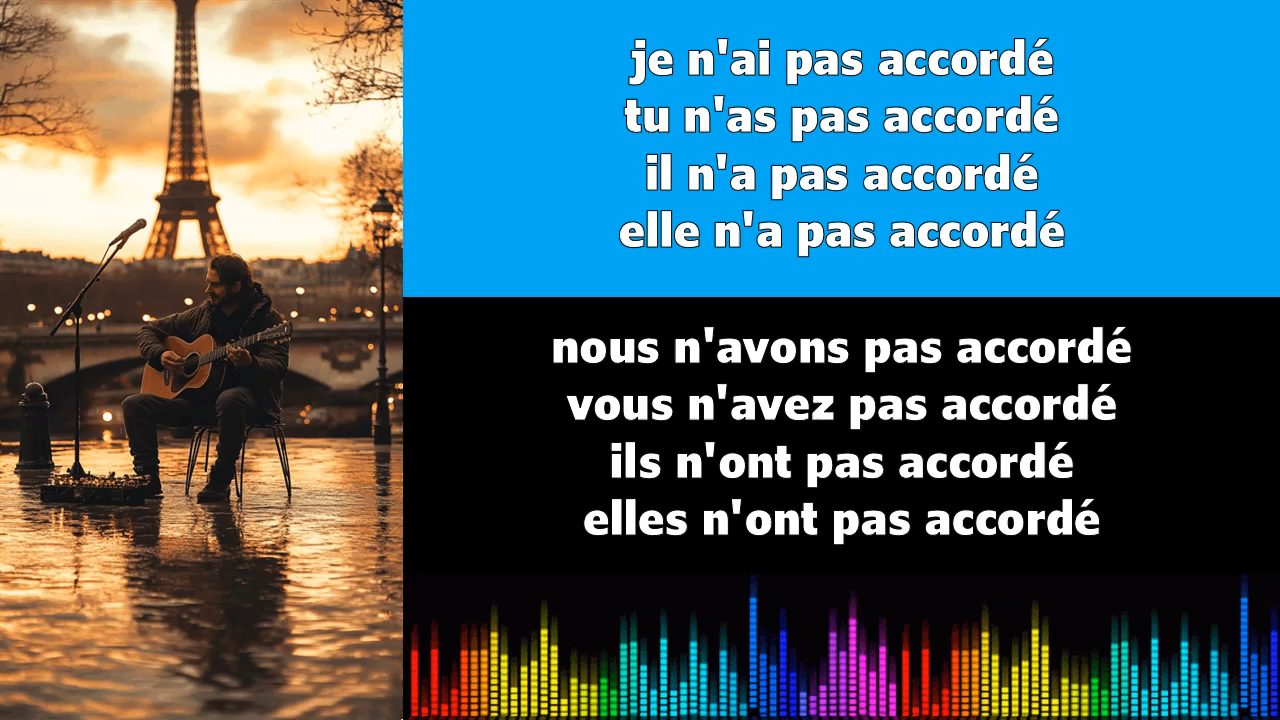 je n'ai pas accordé
tu n'as pas accordé
il n'a pas accordé
elle n'a pas accordé
nous n'avons pas accordé
vous n'avez pas accordé
ils n'ont pas accordé
elles n'ont pas accordé